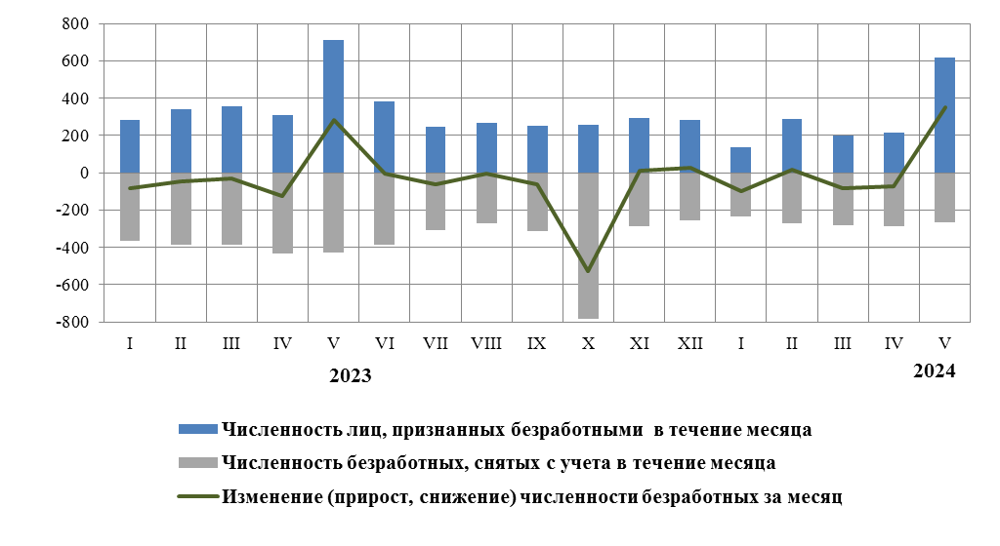 800
600
400
200
0
-200
-400
-600
-800
I II III IV V VI VII VIII IX X XI XII I II III IV V
2023 2024
Численность лиц, признанных безработными в течение месяца
Численность безработных, снятых с учета в течение месяца
Изменение (прирост, снижение) численности безработных за месяц